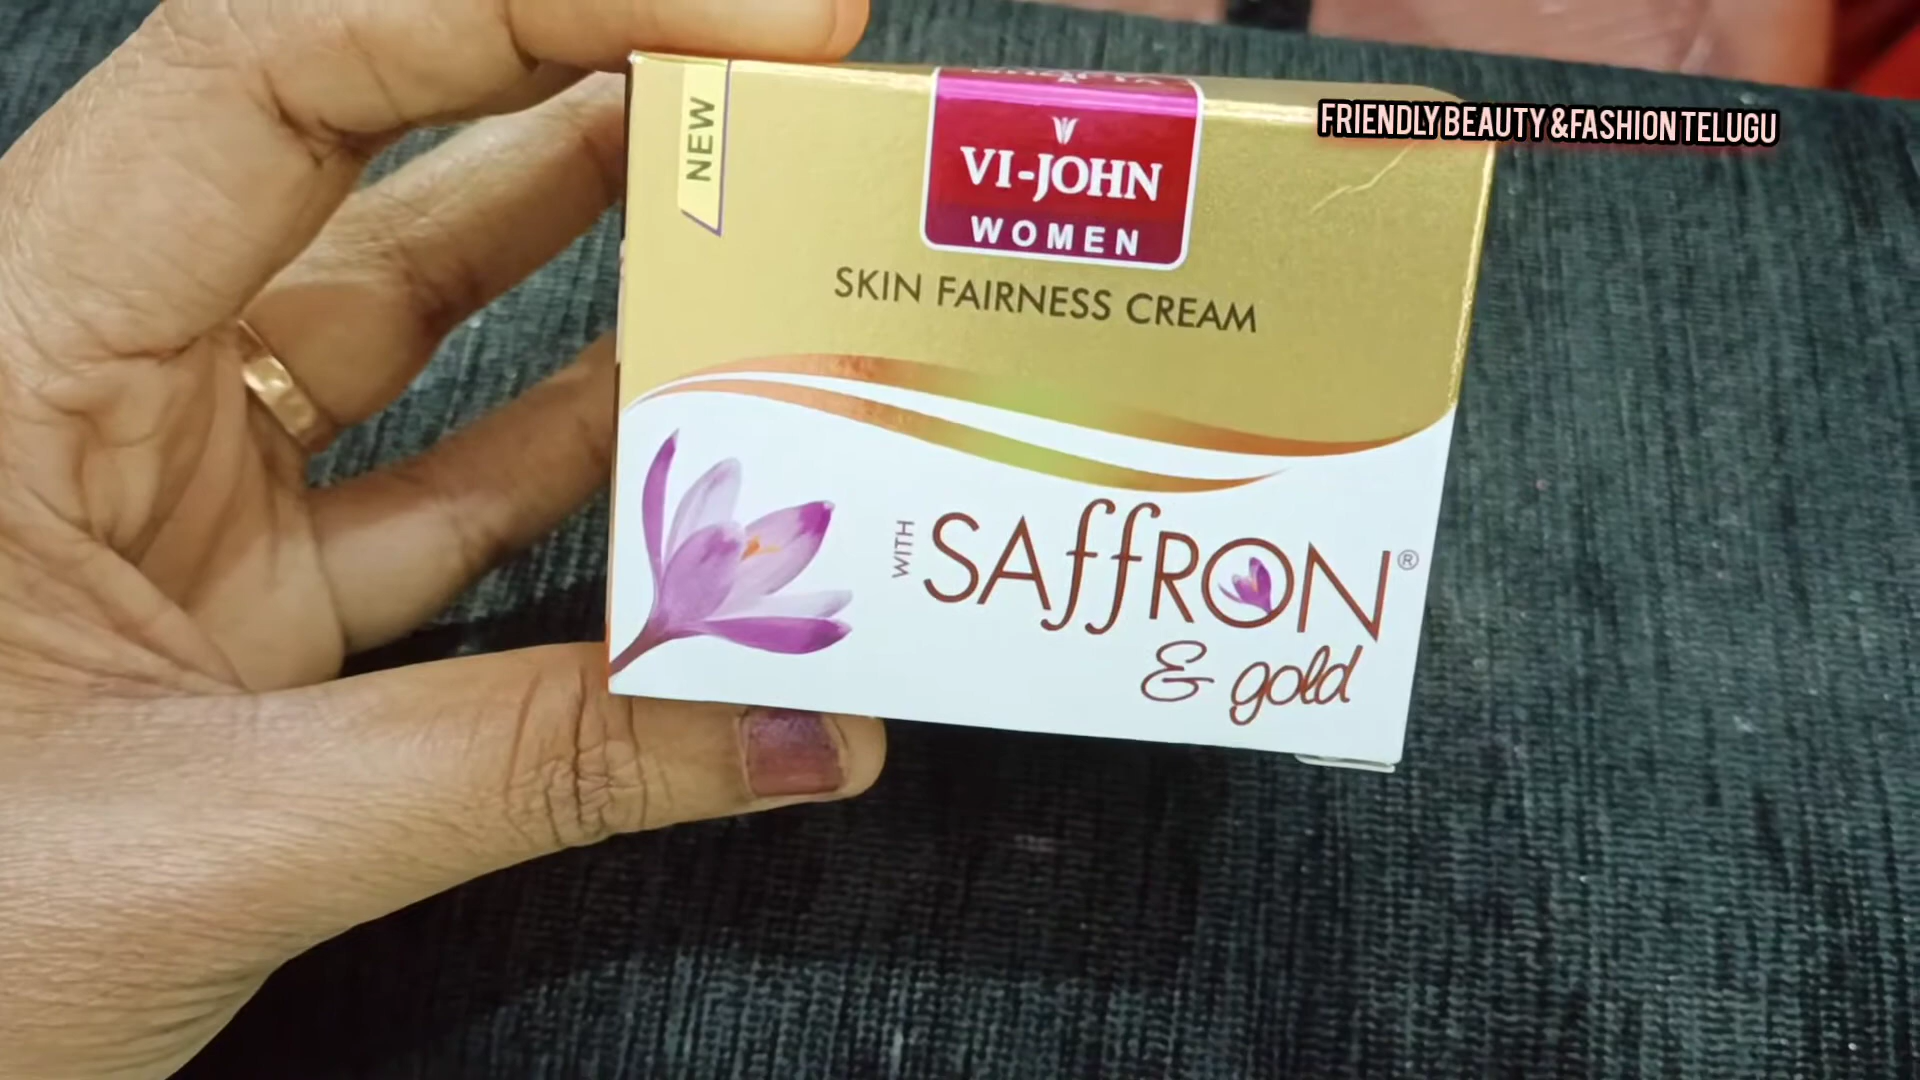 FRIENDLY BEAUTY &FASHION TELUGU
NEW
VI-JOHN
WOMEN
SKIN FAIRNESS CREAM
WITH SAffRON®
& gold